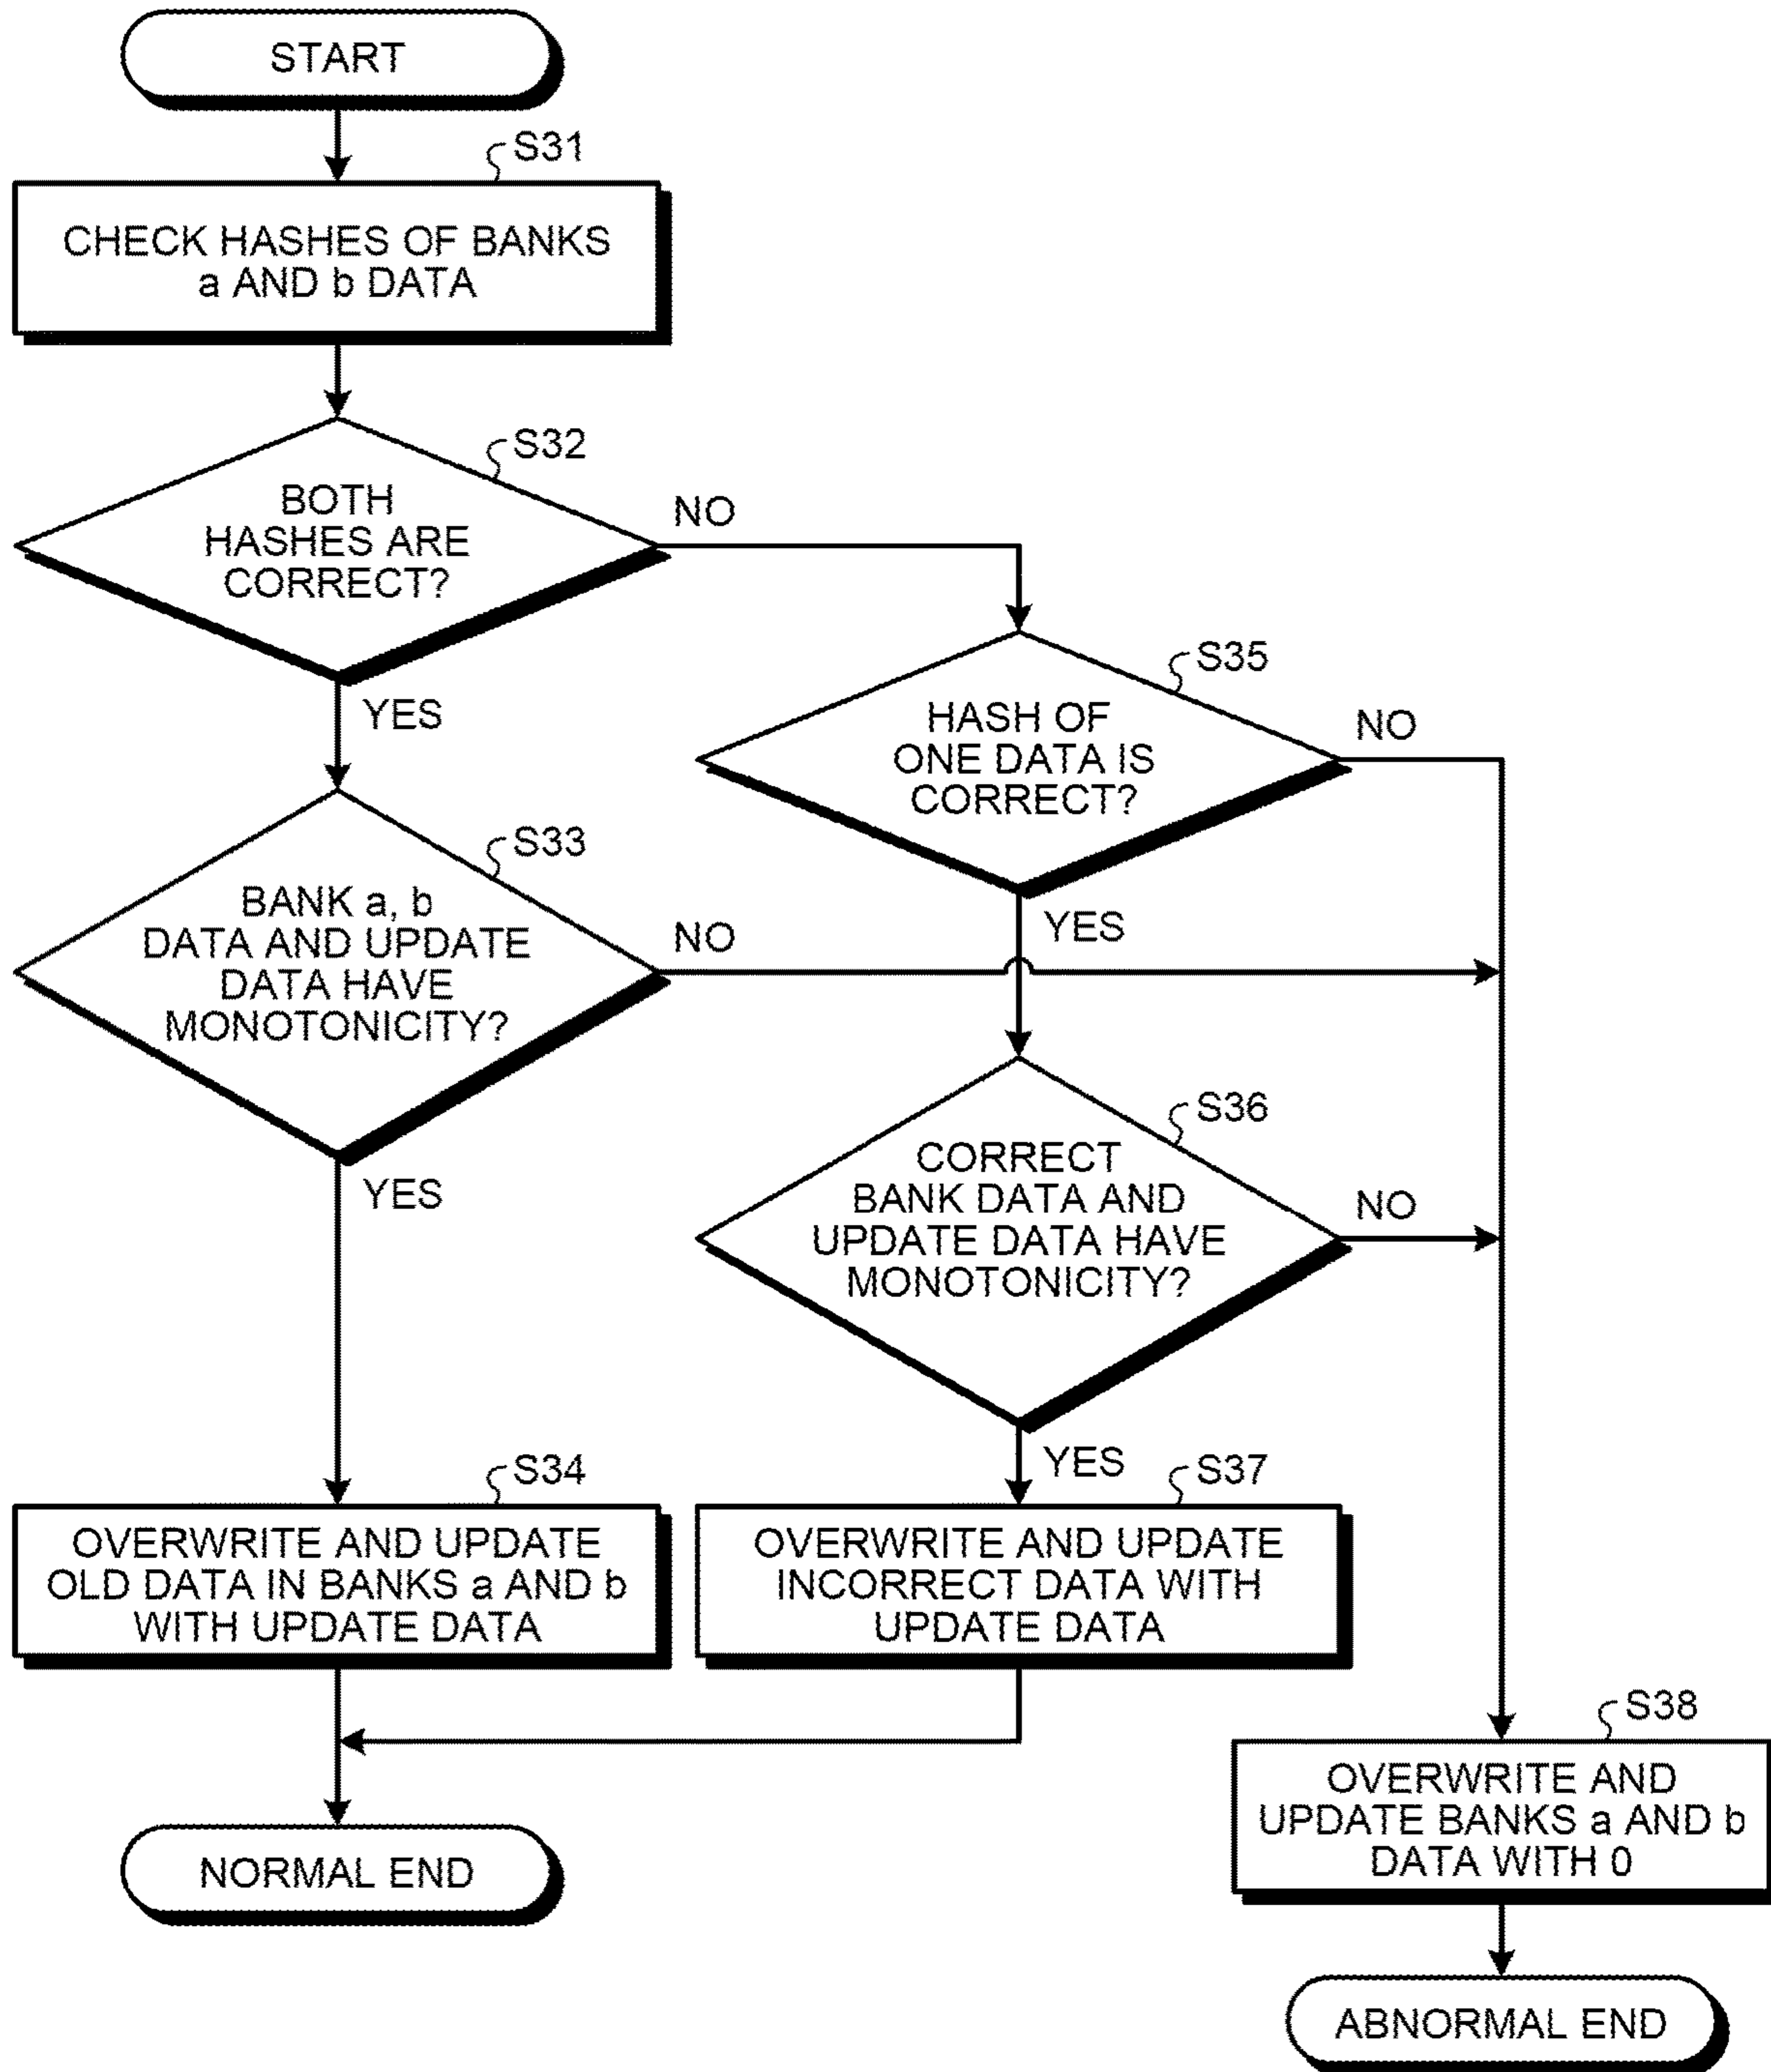 START
S31
CHECK HASHES OF BANKS
a AND b DATA
S32
BOTH
HASHES ARE
CORRECT?
NO
YES
S35
HASH OF
ONE DATA IS
CORRECT?
NO
YES
S33
BANK a, b
DATA AND UPDATE
DATA HAVE
MONOTONICITY?
NO
YES
S36
CORRECT
BANK DATA AND
UPDATE DATA HAVE
MONOTONICITY?
NO
YES
S34
OVERWRITE AND UPDATE
OLD DATA IN BANKS a AND b
WITH UPDATE DATA
S37
OVERWRITE AND UPDATE
INCORRECT DATA WITH
UPDATE DATA
S38
OVERWRITE AND
UPDATE BANKS a AND b
DATA WITH 0
NORMAL END
ABNORMAL END